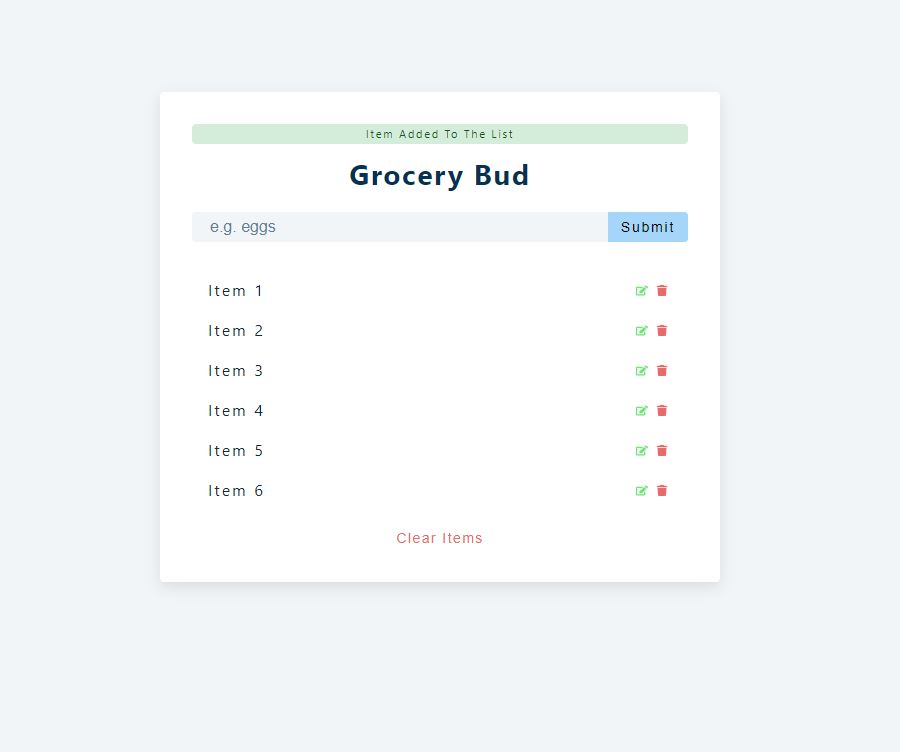 Item Added To The List
Grocery Bud
e.g. eggs
Submit
Item 1
Item 2
Item 3
Item 4
Item 5
Item 6
Clear Items